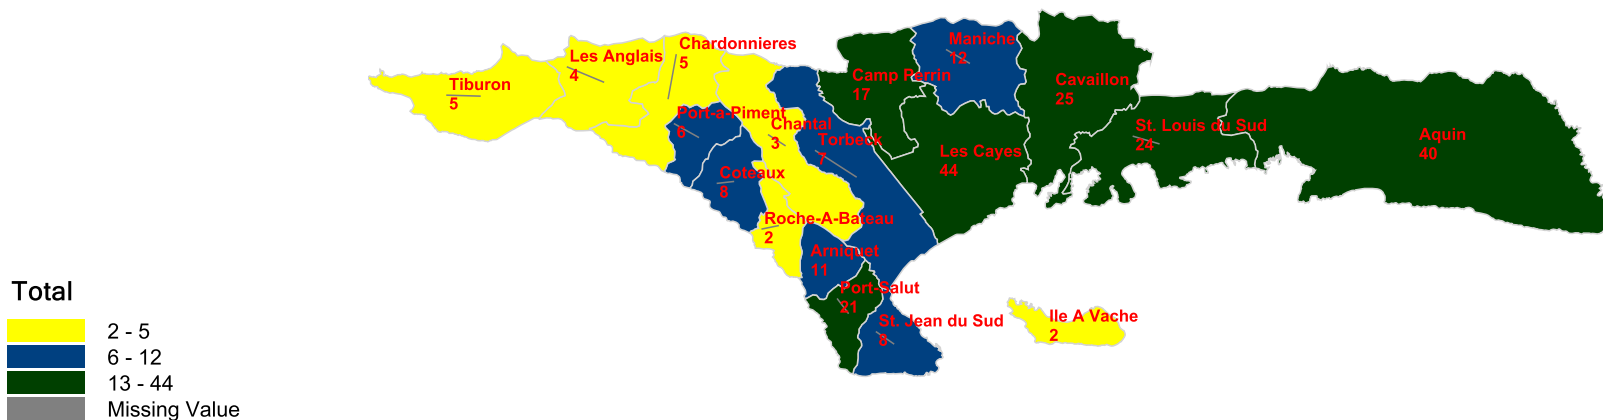 Maniche
12
Chardonnieres
5
Les Anglais
4
Tiburon
5
Camp Perrin
17
Cavaillon
25
Port-a-Piment
6
Chantal
3
Torbeck
7
St. Louis du Sud
24
Aquin
40
Les Cayes
44
Coteaux
8
Roche-A-Bateau
2
Arniquet
11
Port-Salut
21
St. Jean du Sud
8
Ile A Vache
2
Total
2 - 5
6 - 12
13 - 44
Missing Value